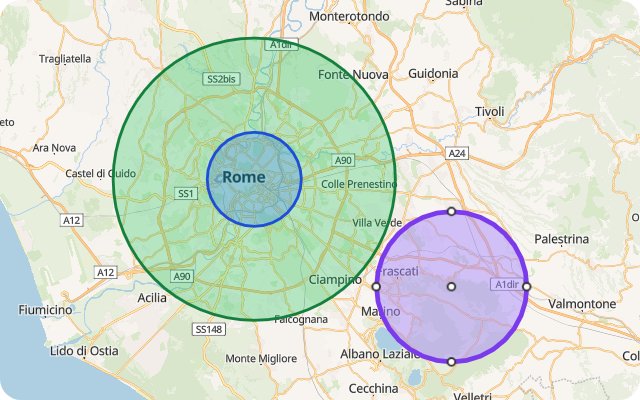 Sabina
Monterotondo
A1dir
Tragliatella
SS2bis
Fonte Nuova
Guidonia
Tivoli
Ara Nova
A90
A24
Castel di Guido
Rome
Colle Prenestino
SS1
A12
Villa Verde
Palestrina
A12
A90
Ciampino
Frascati
A1dir
Acilia
Fiumicino
Marino
Valmontone
Falcognana
SS148
Lido di Ostia
Monte Migliore
Albano Laziale
Cecchina
Velletri